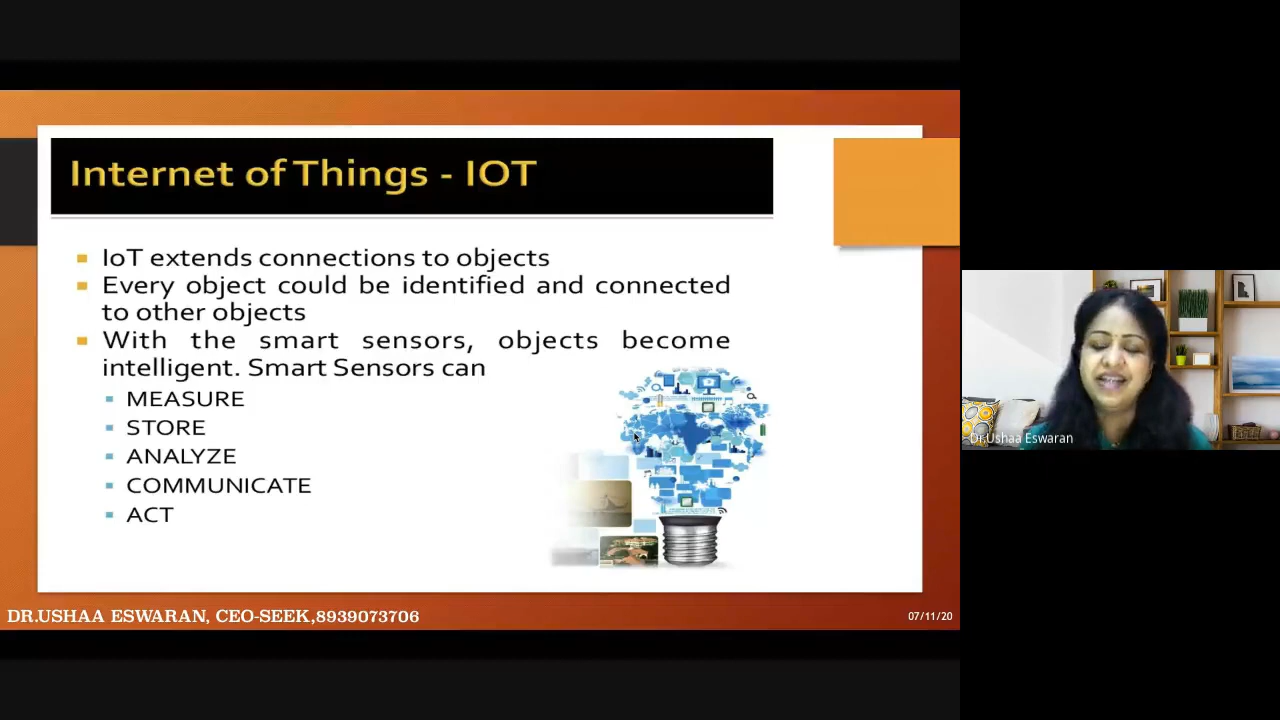 Internet of Things - IOT
IoT extends connections to objects
Every object could be identified and connected
to other objects
With the smart sensors, objects become
intelligent. Smart Sensors can
MEASURE
STORE
ANALYZE
COMMUNICATE
ACT
DR.USHAA ESWARAN, CEO-SEEK,8939073706
07/11/20
Dr.Ushaa Eswaran